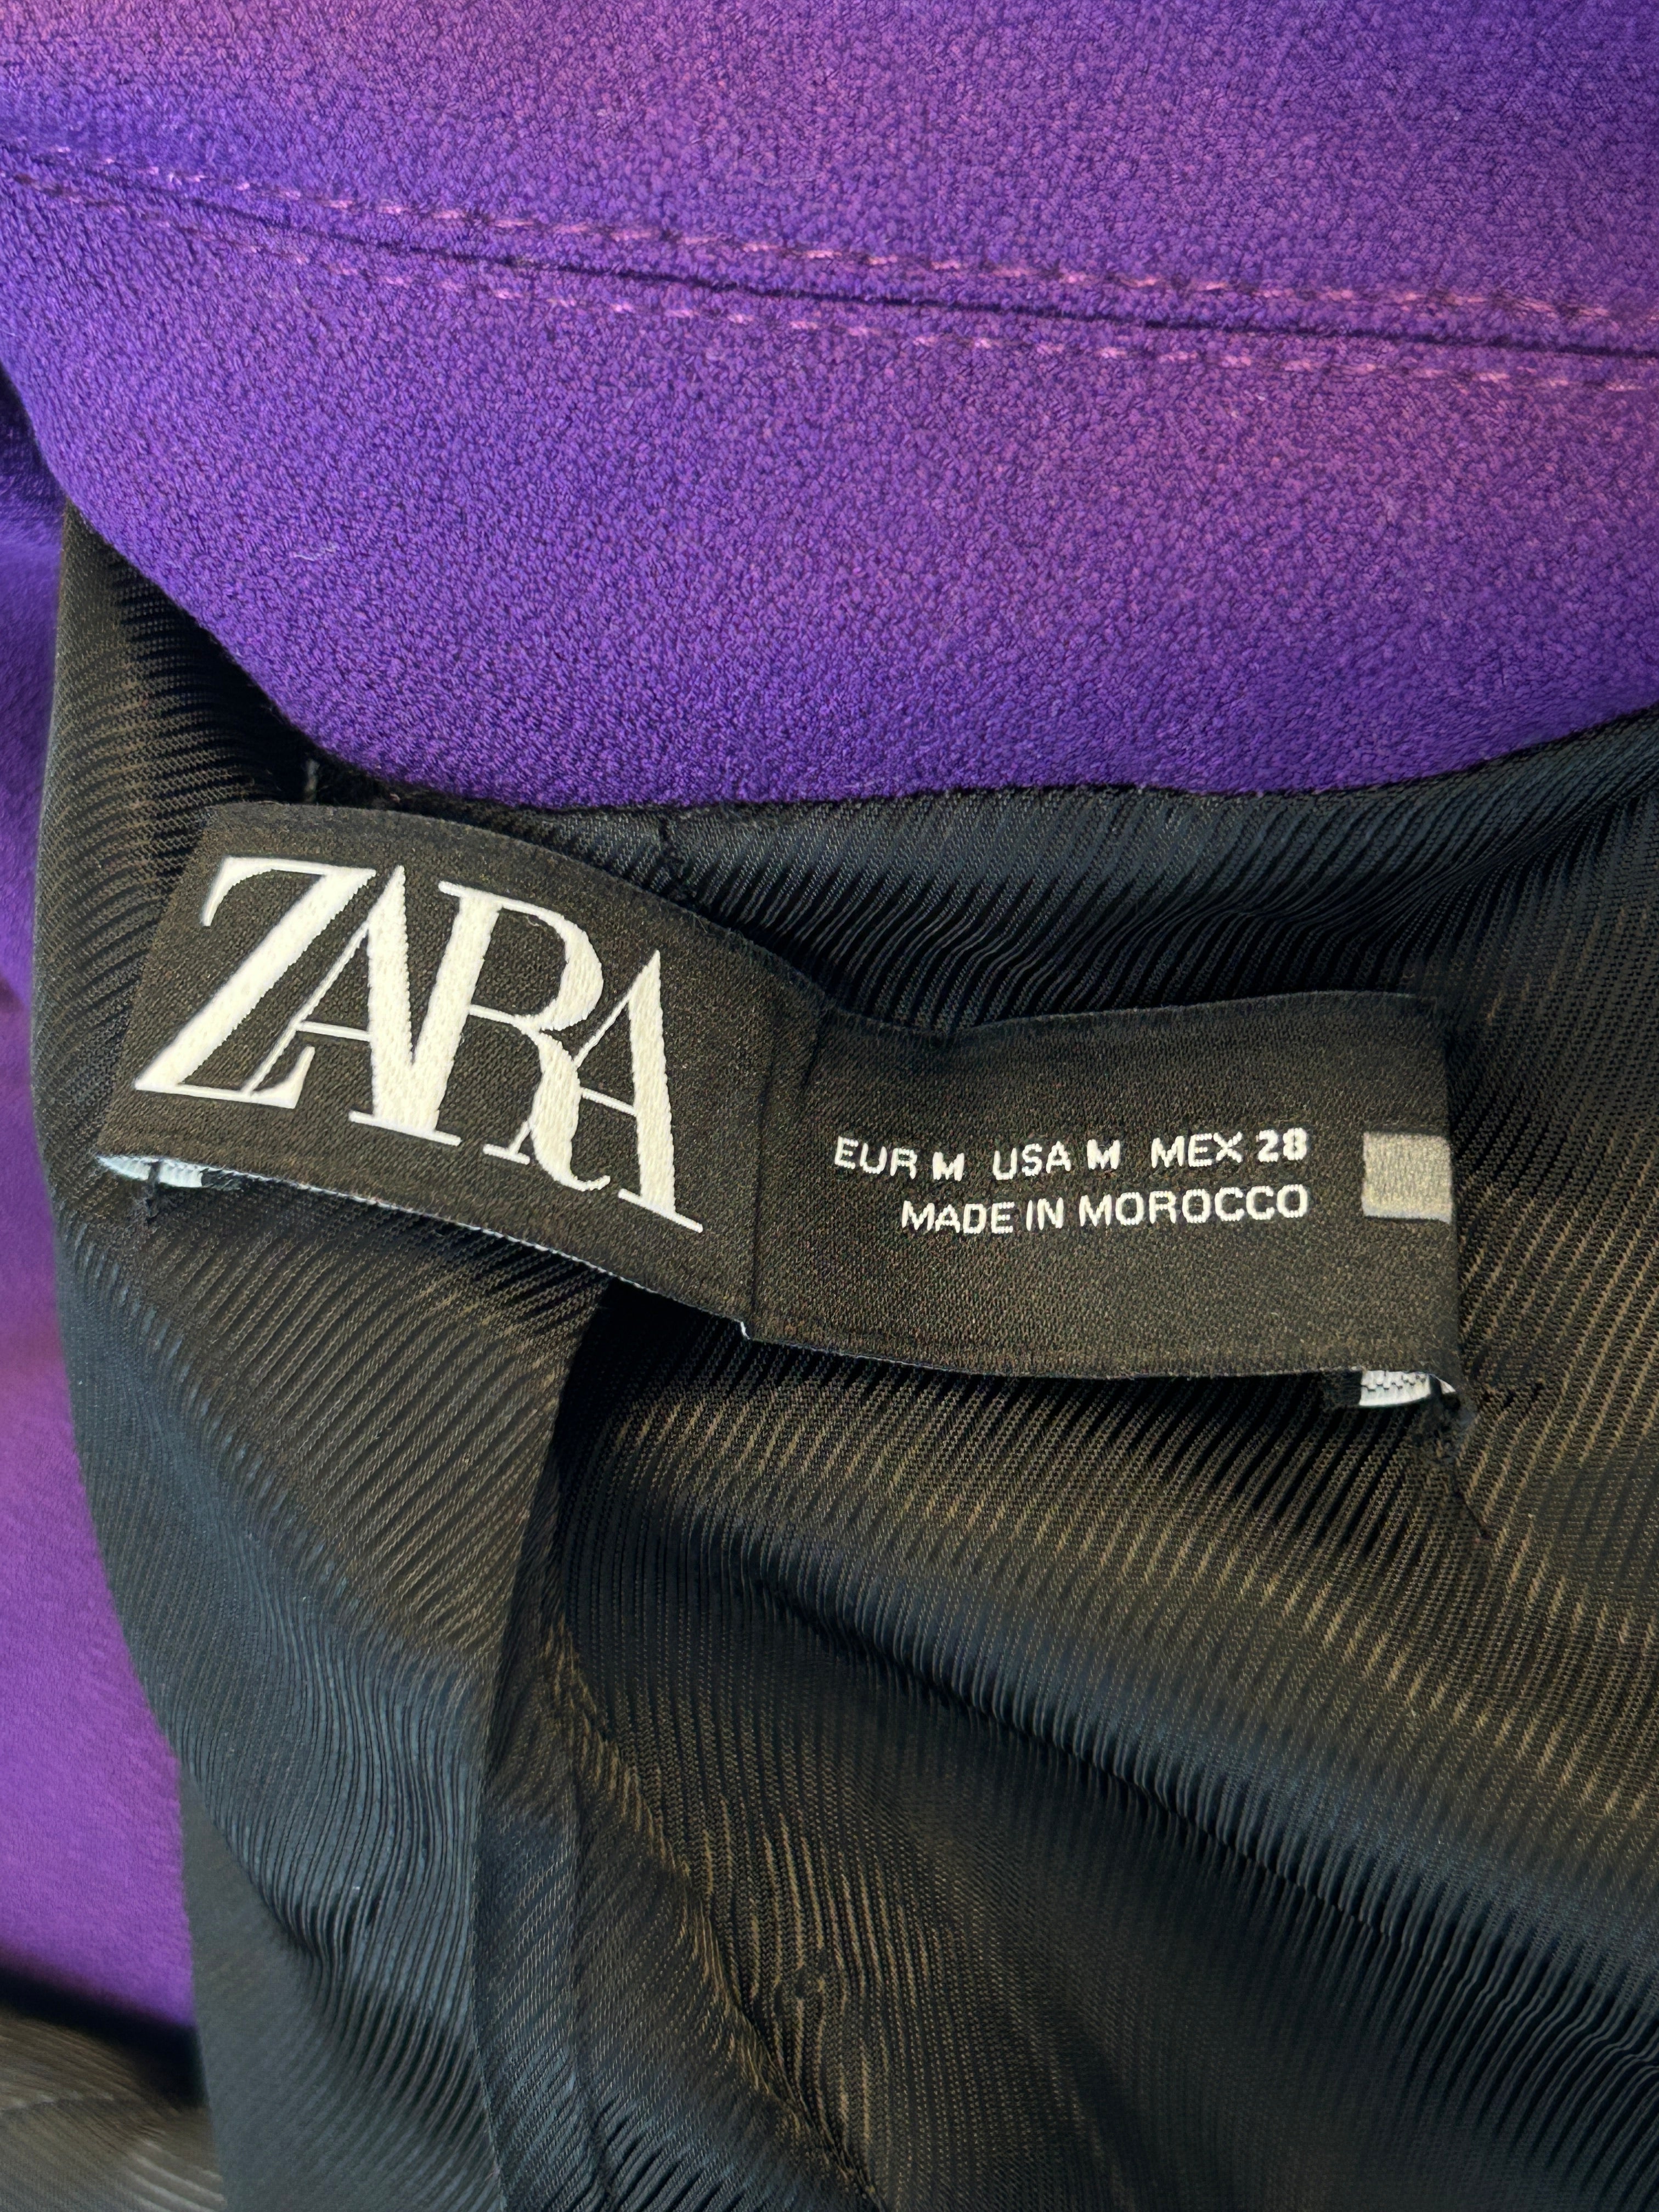 ZARA
EUR M USA M MEX 28
MADE IN MOROCCO